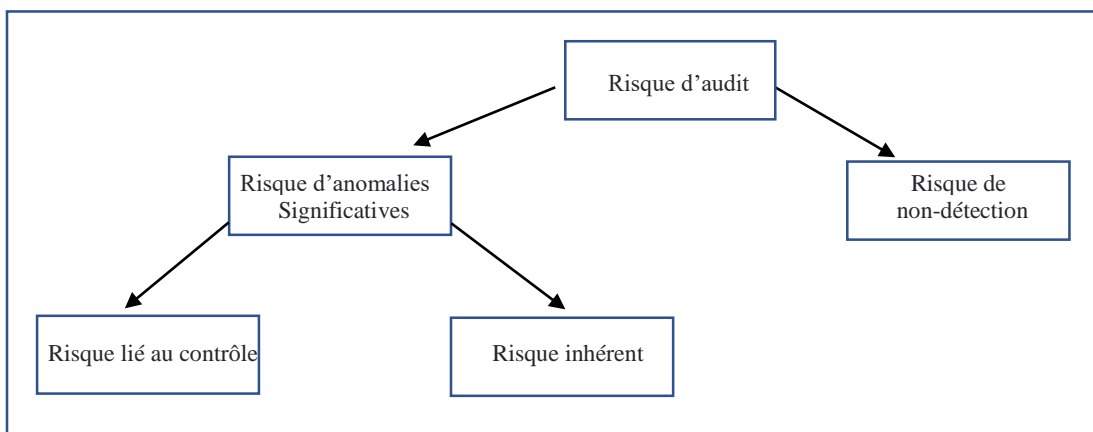 Risque d’audit
Risque d’anomalies
Significatives
Risque de
non-détection
Risque lié au contrôle
Risque inhérent